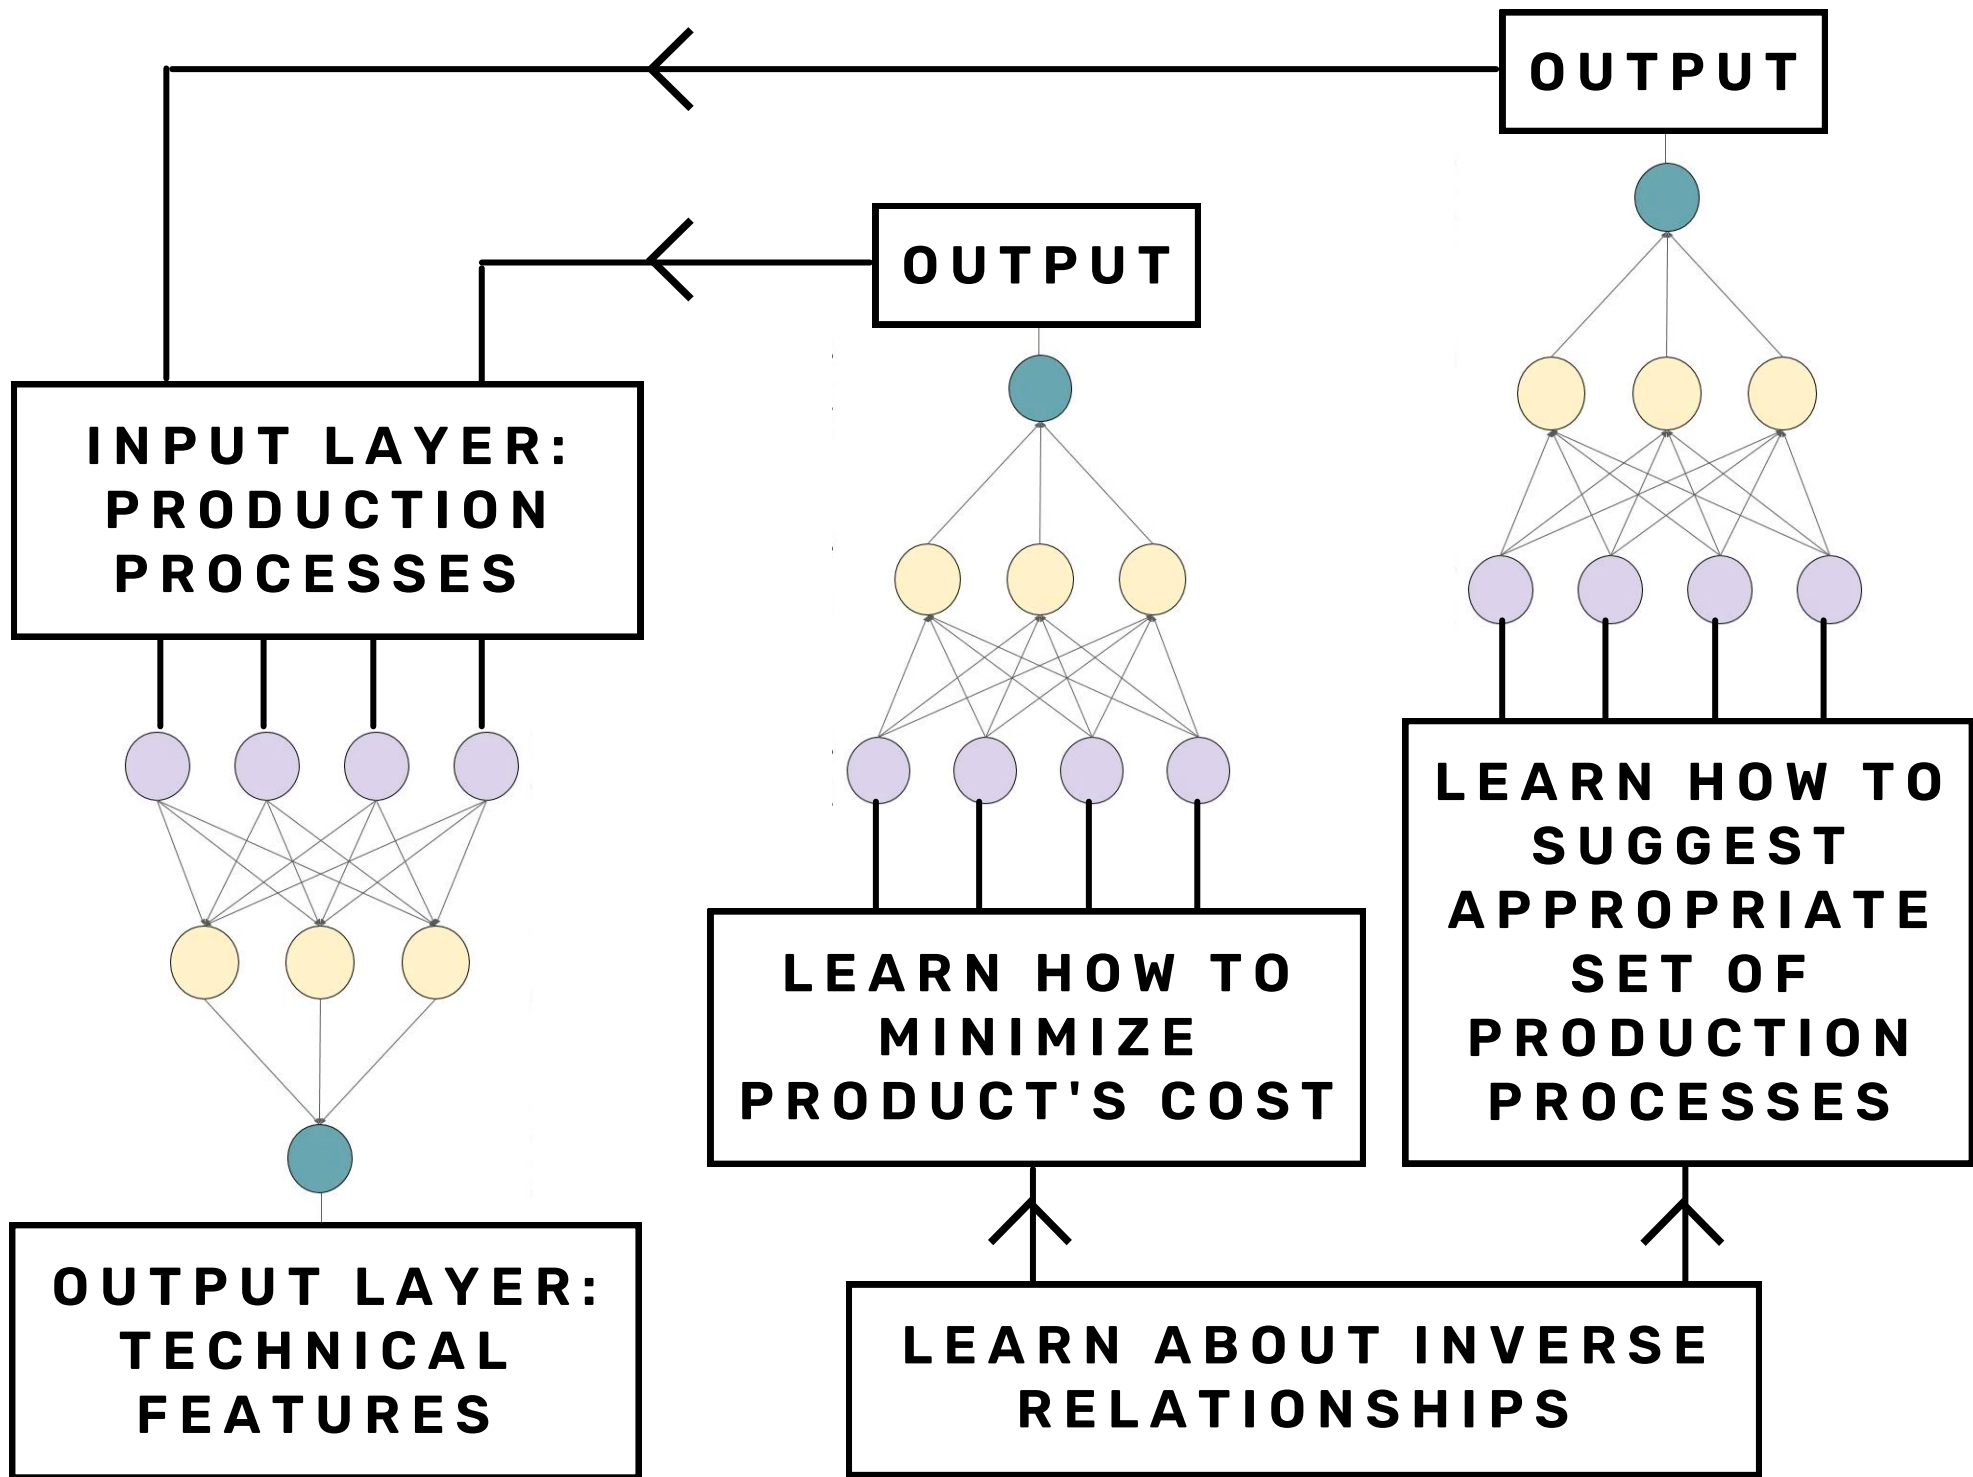 OUTPUT
OUTPUT
INPUT LAYER:
PRODUCTION
PROCESSES
LEARN HOW TO
SUGGEST
APPROPRIATE
SET OF
PRODUCTION
PROCESSES
LEARN HOW TO
MINIMIZE
PRODUCT'S COST
OUTPUT LAYER:
TECHNICAL
FEATURES
LEARN ABOUT INVERSE
RELATIONSHIPS